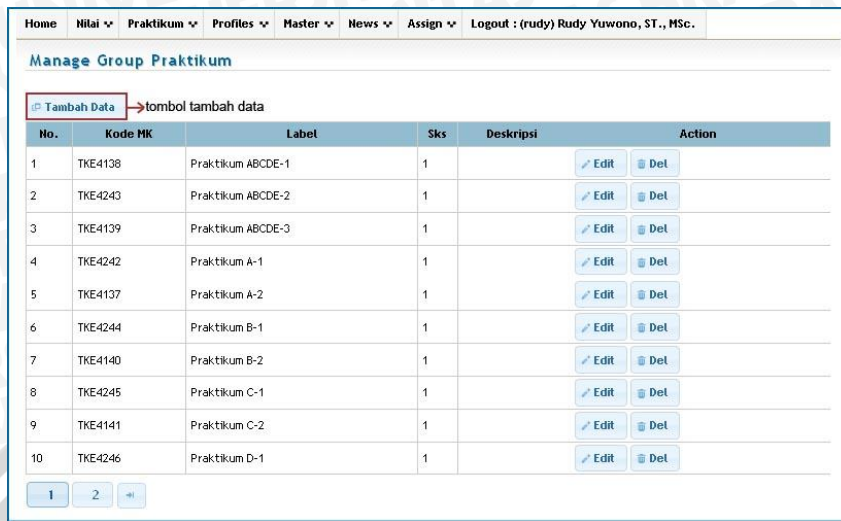 Home Nilai Praktikum Profiles Master News Assign Logout : (rudy) Rudy Yuwono, ST., MSc.
Manage Group Praktikum
Tambah Data tombol tambah data
No. Kode MK Label Sks Deskripsi Action
1 TKE4138 Praktikum ABCDE-1 1 Edit Del
2 TKE4243 Praktikum ABCDE-2 1 Edit Del
3 TKE4139 Praktikum ABCDE-3 1 Edit Del
4 TKE4242 Praktikum A-1 1 Edit Del
5 TKE4137 Praktikum A-2 1 Edit Del
6 TKE4244 Praktikum B-1 1 Edit Del
7 TKE4140 Praktikum B-2 1 Edit Del
8 TKE4245 Praktikum C-1 1 Edit Del
9 TKE4141 Praktikum C-2 1 Edit Del
10 TKE4246 Praktikum D-1 1 Edit Del
1 2